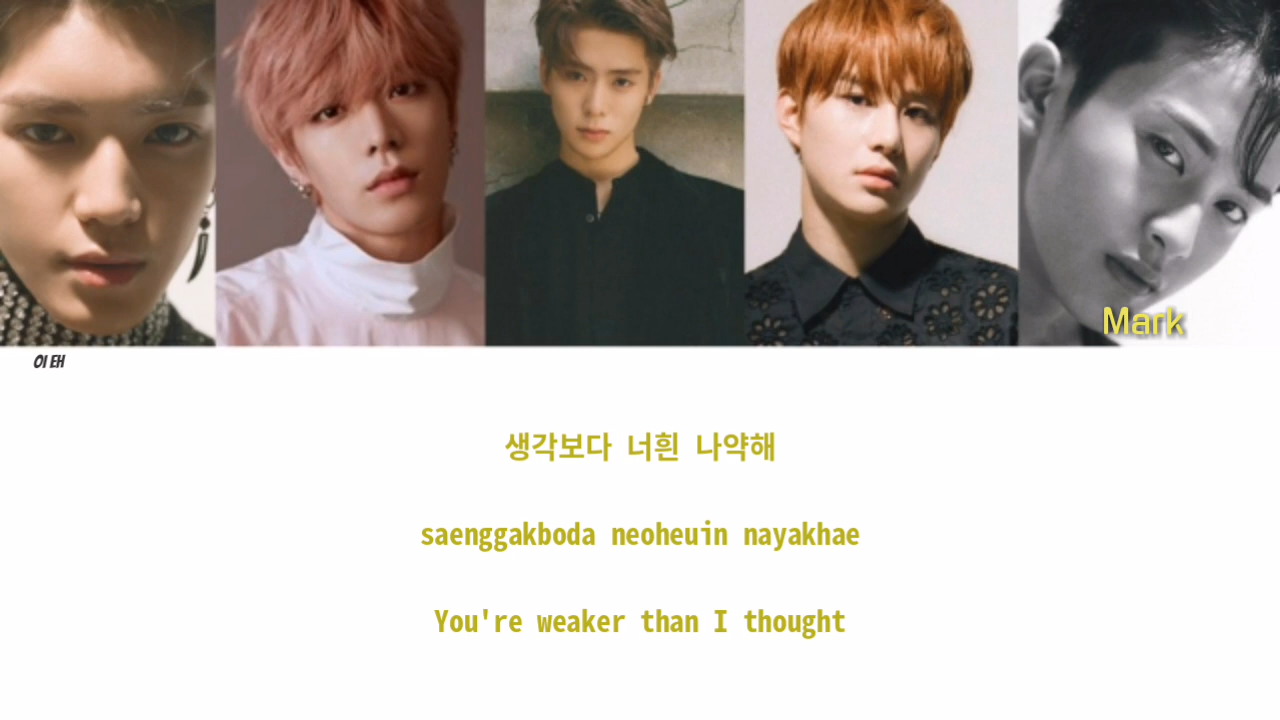 Mark
이 태
생각보다 너흰 나약해
saenggakboda neoheuin nayakhae
You're weaker than I thought